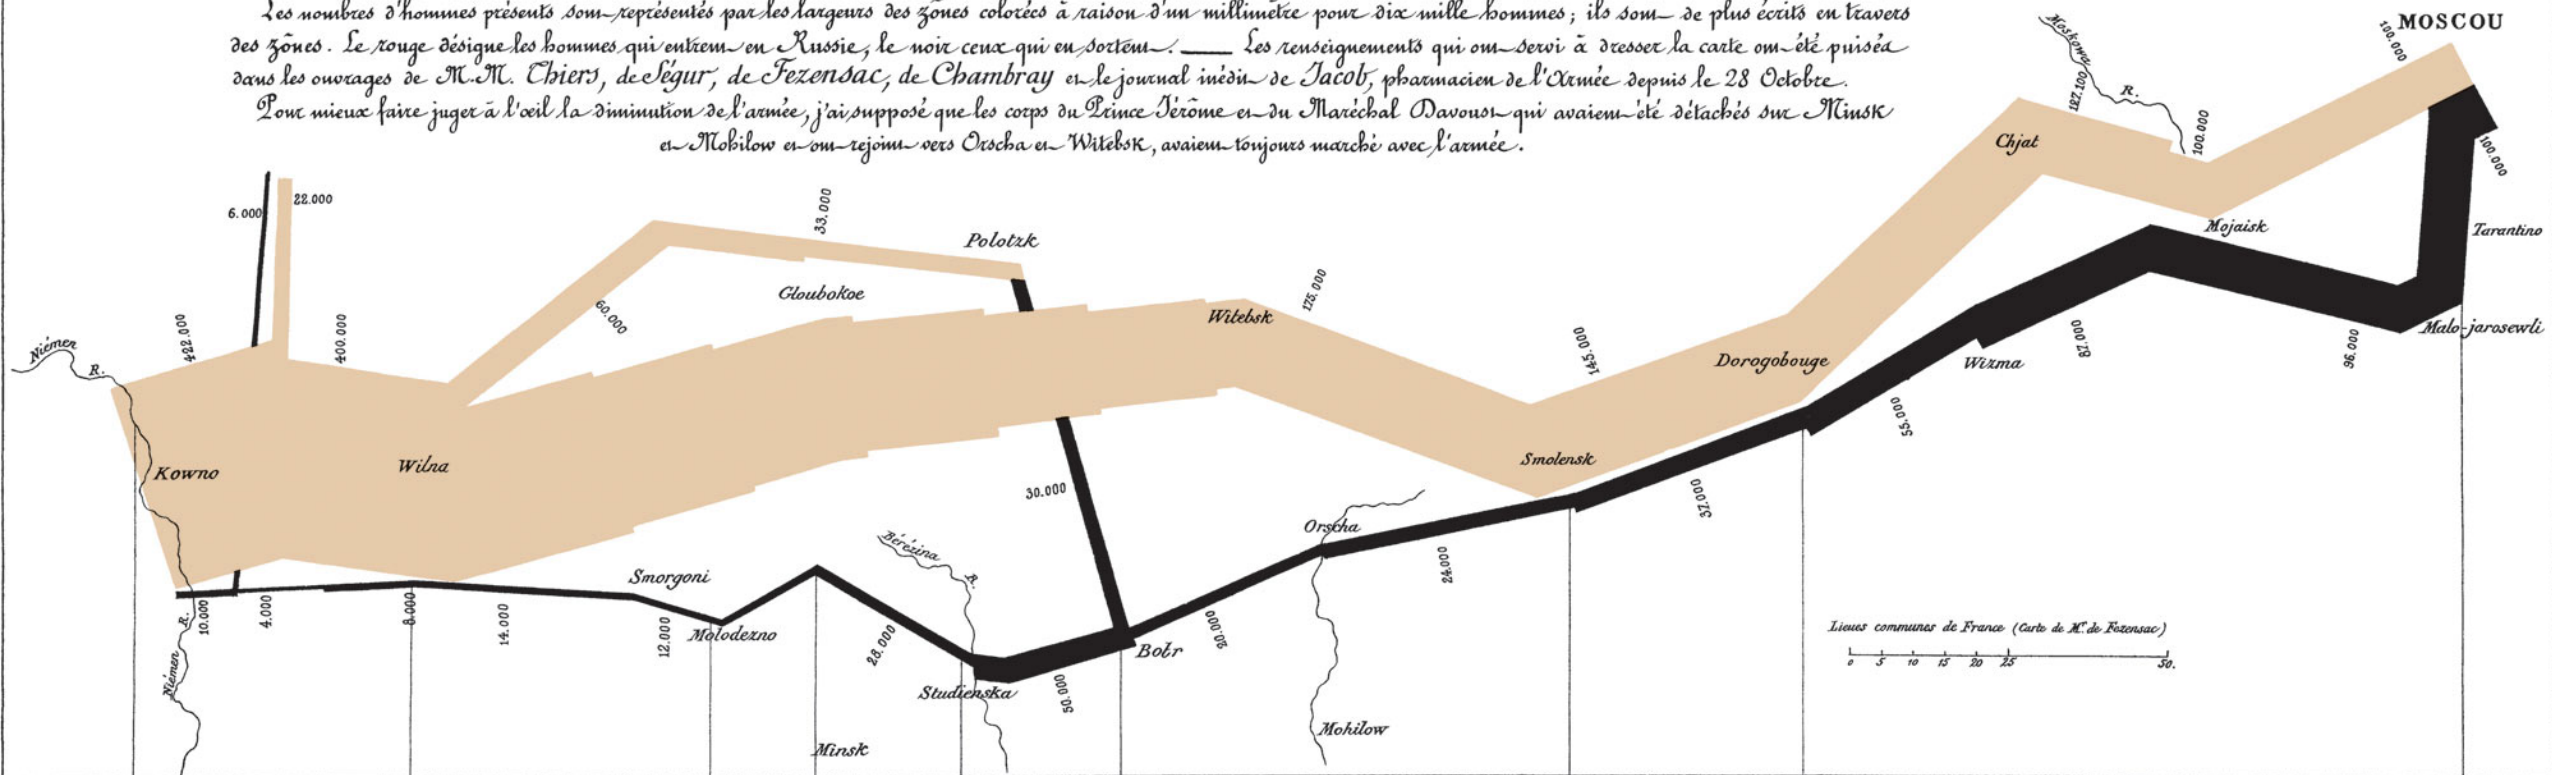 Les nombres d'hommes présents sont représentés par les largeurs des zônes colorées à raison d'un millimètre pour dix mille hommes; ils sont de plus écrits en travers
des zônes. Le rouge désigne les hommes qui entrent en Russie, le noir ceux qui en sortent. — Les renseignements qui ont servi à dresser la carte ont été puisés
dans les ouvrages de M.M. Thiers, de Ségur, de Fezensac, de Chambray et le journal inédit de Jacob, pharmacien de l'Armée depuis le 28 Octobre.
Pour mieux faire juger à l'œil la diminution de l'armée, j'ai supposé que les corps du Prince Jérôme et du Maréchal Davoust qui avaient été détachés sur Minsk
et Mohilow et ont rejoint vers Orscha et Witebsk, avaient toujours marché avec l'armée.
MOSCOU
100.000
Moskowa
R.
127.100
100.000
Chjat
100.000
Mojaisk
Tarantino
6.000
22.000
33.000
Polotzk
Gloubokoe
60.000
175.000
Witebsk
422.000
400.000
Niémen
R.
145.000
Dorogobouge
Wizma
82.000
96.000
Malo-jarosewli
55.000
Kowno
Wilna
Smolensk
30.000
37.000
Orscha
Bérézina
R.
24.000
Smorgoni
10.000
4.000
8.000
14.000
12.000
Molodezno
28.000
20.000
Bobr
R.
Niémen
Studienska
50.000
Mohilow
Minsk
Lieues communes de France (Carte de Mr. de Fezensac)
0 5 10 15 20 25 50.